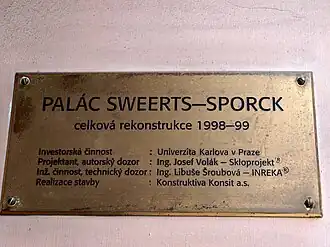 PALÁC SWEERTS–SPORCK
celková rekonstrukce 1998–99
Investorská činnost : Univerzita Karlova v Praze
Projektant, autorský dozor : Ing. Josef Volák – Skloprojekt®
Inž. činnost, technický dozor : Ing. Libuše Šroubová – INREKA®
Realizace stavby : Konstruktiva Konsit a.s.